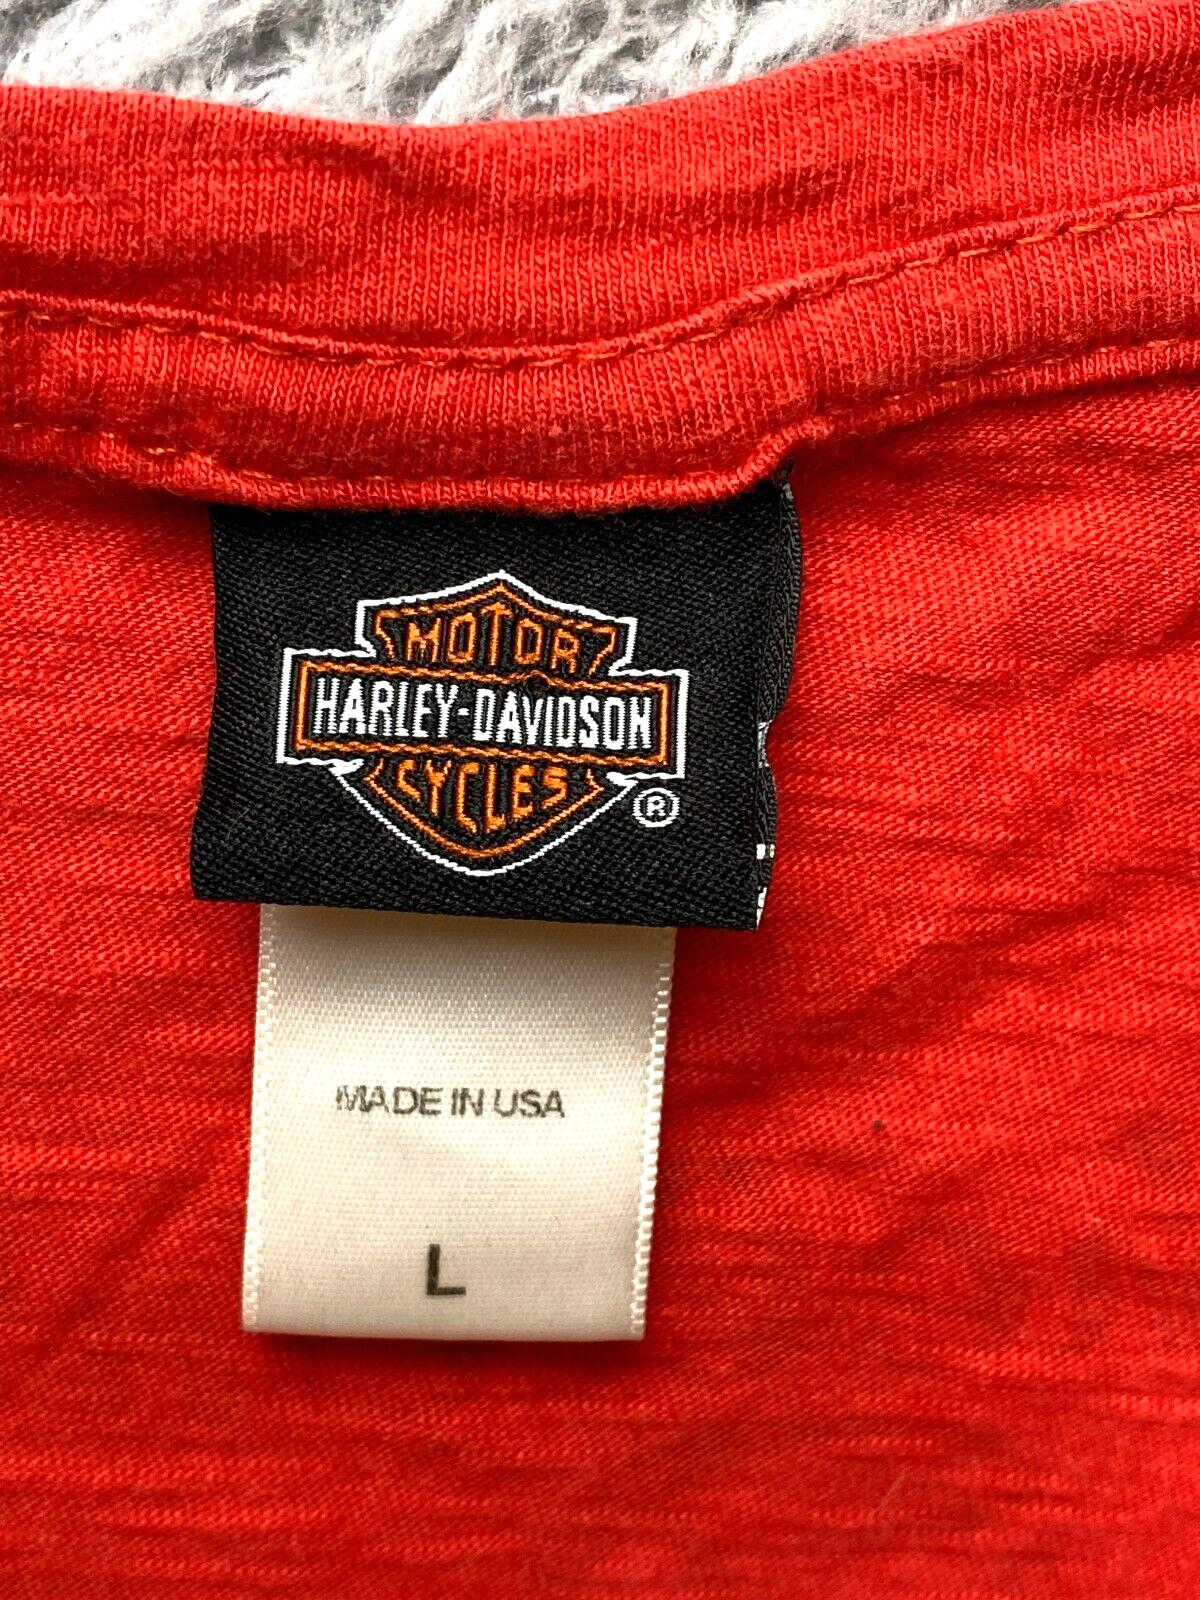 MOTOR
HARLEY-DAVIDSON
CYCLES
®
MADE IN USA
L